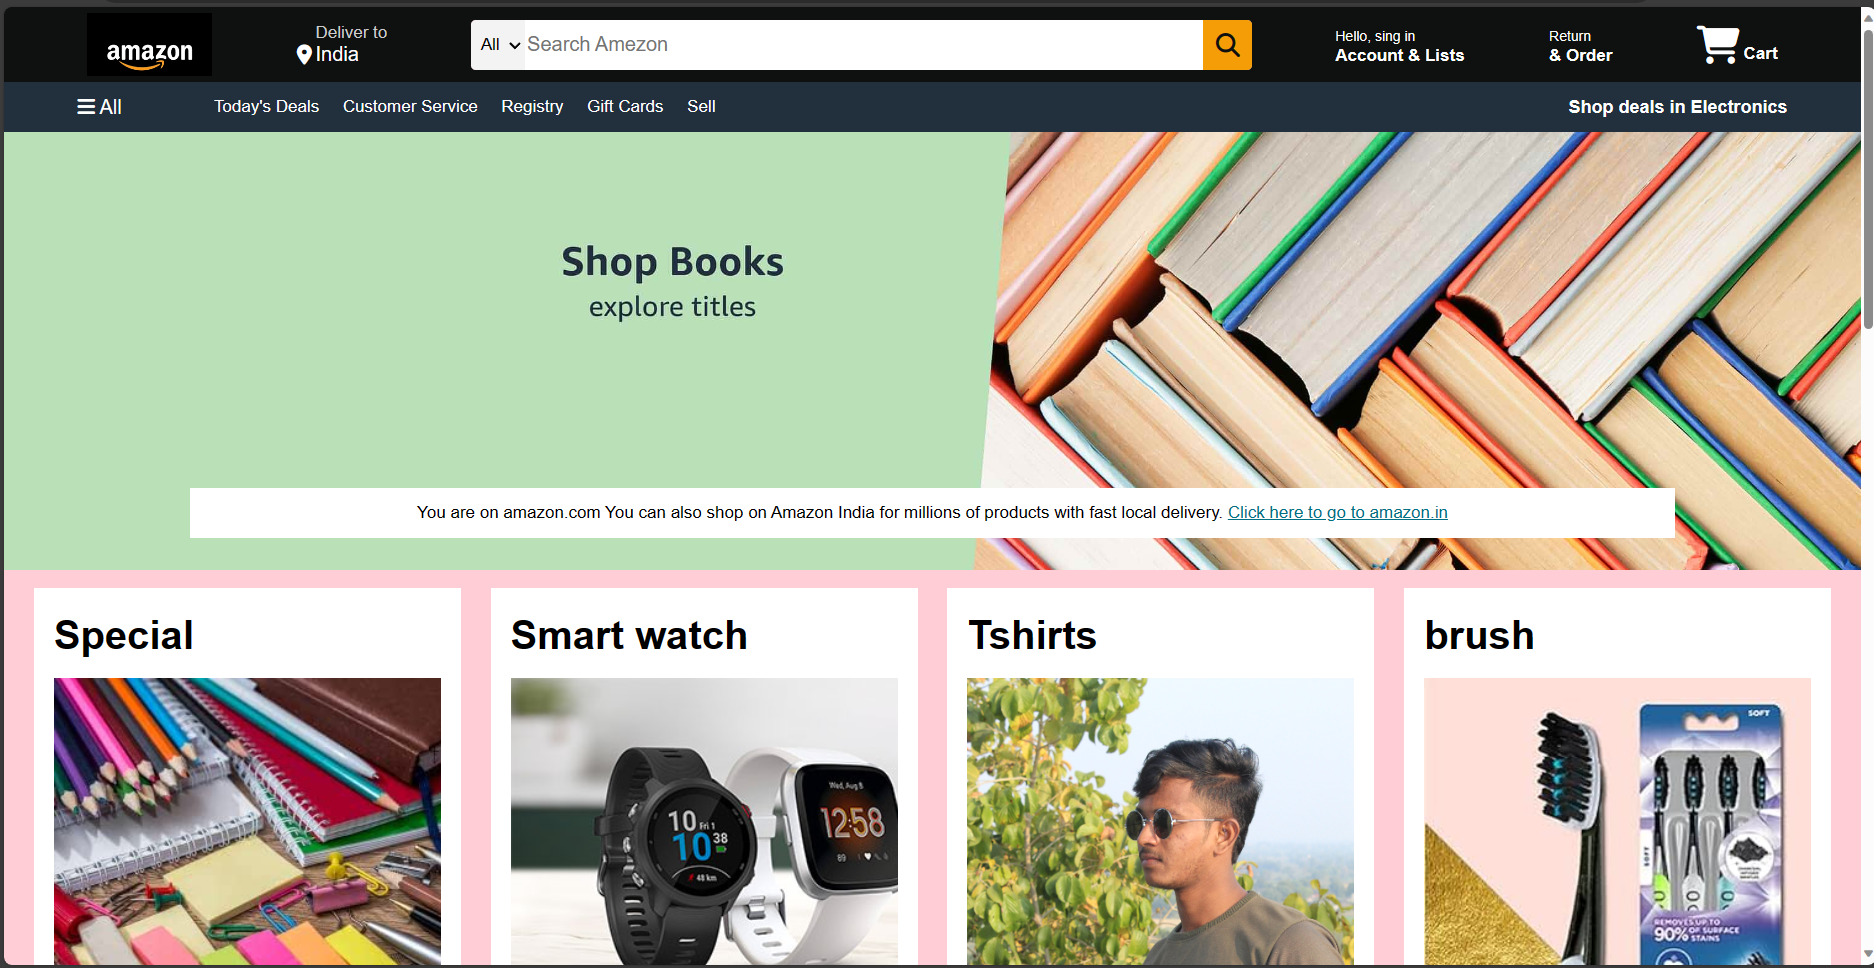 amazon
Deliver to
India
All
Search Amezon
Hello, sing in
Account & Lists
Return
& Order
Cart
All
Today's Deals
Customer Service
Registry
Gift Cards
Sell
Shop deals in Electronics
Shop Books
explore titles
You are on amazon.com You can also shop on Amazon India for millions of products with fast local delivery. Click here to go to amazon.in
Special
Smart watch
Tshirts
brush
10 Fri 1
10 38
48 km
Wed, Aug 8
12:58
89
SOFT
SOFT
REMOVES UP TO
90% OF SURFACE
STAINS